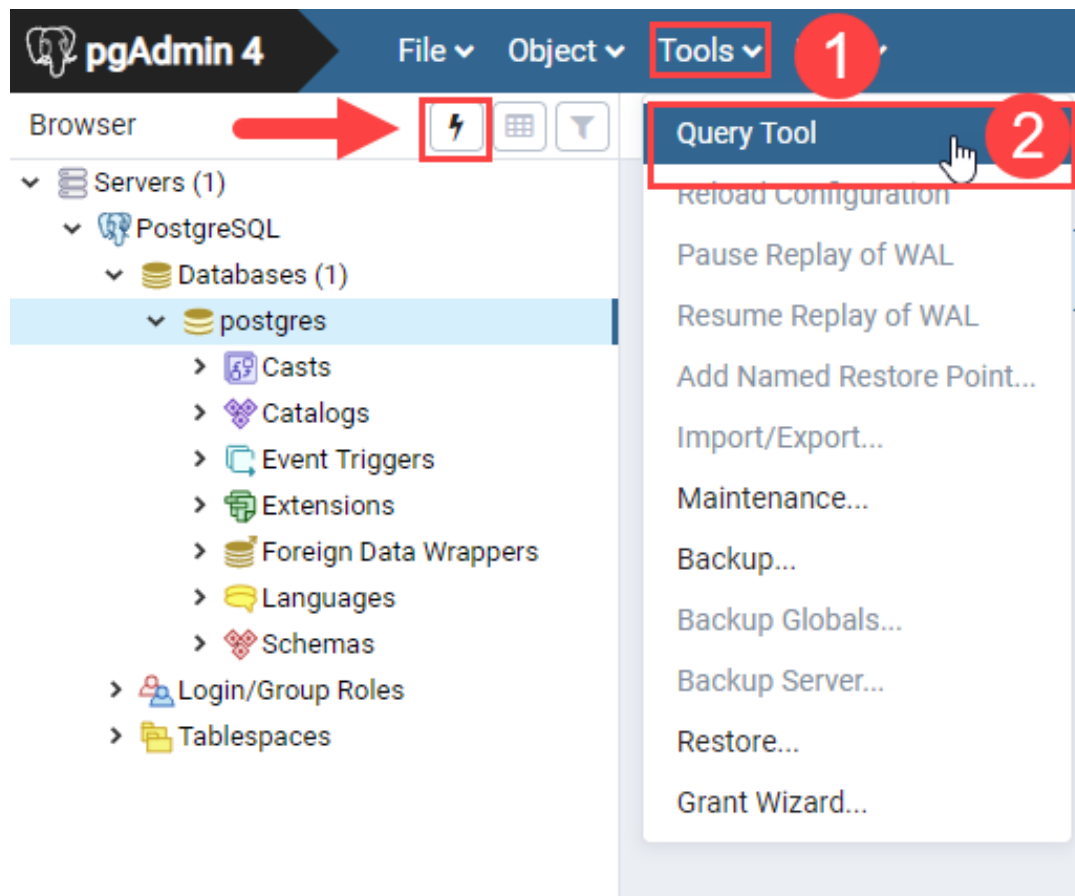 pgAdmin 4
File Object Tools 1
Browser
Query Tool 2
Servers (1)
Reload Configuration
PostgreSQL
Pause Replay of WAL
Databases (1)
Resume Replay of WAL
postgres
Casts
Add Named Restore Point...
Catalogs
Import/Export...
Event Triggers
Extensions
Maintenance...
Foreign Data Wrappers
Backup...
Languages
Backup Globals...
Schemas
Login/Group Roles
Backup Server...
Tablespaces
Restore...
Grant Wizard...